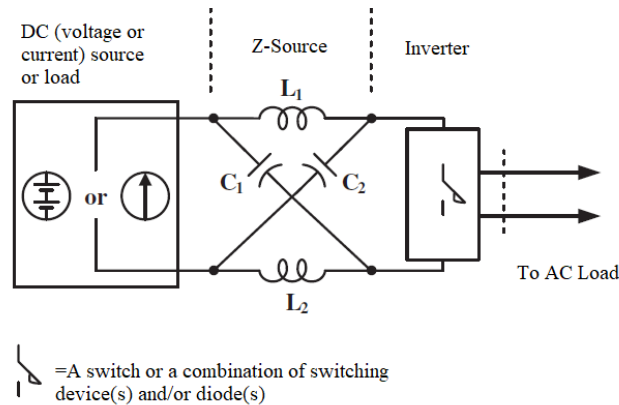 DC (voltage or
current) source
or load
Z-Source
Inverter
L1
or
C1
C2
To AC Load
L2
=A switch or a combination of switching
device(s) and/or diode(s)